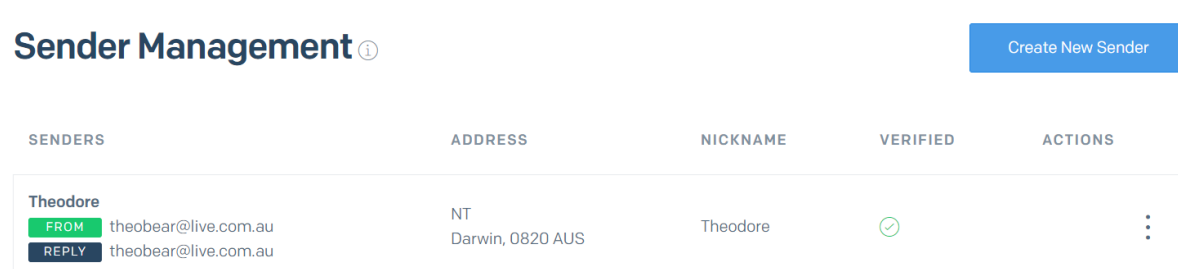 Sender Management
Create New Sender
SENDERS ADDRESS NICKNAME VERIFIED ACTIONS
Theodore
FROM theobear@live.com.au
REPLY theobear@live.com.au
NT
Darwin, 0820 AUS
Theodore